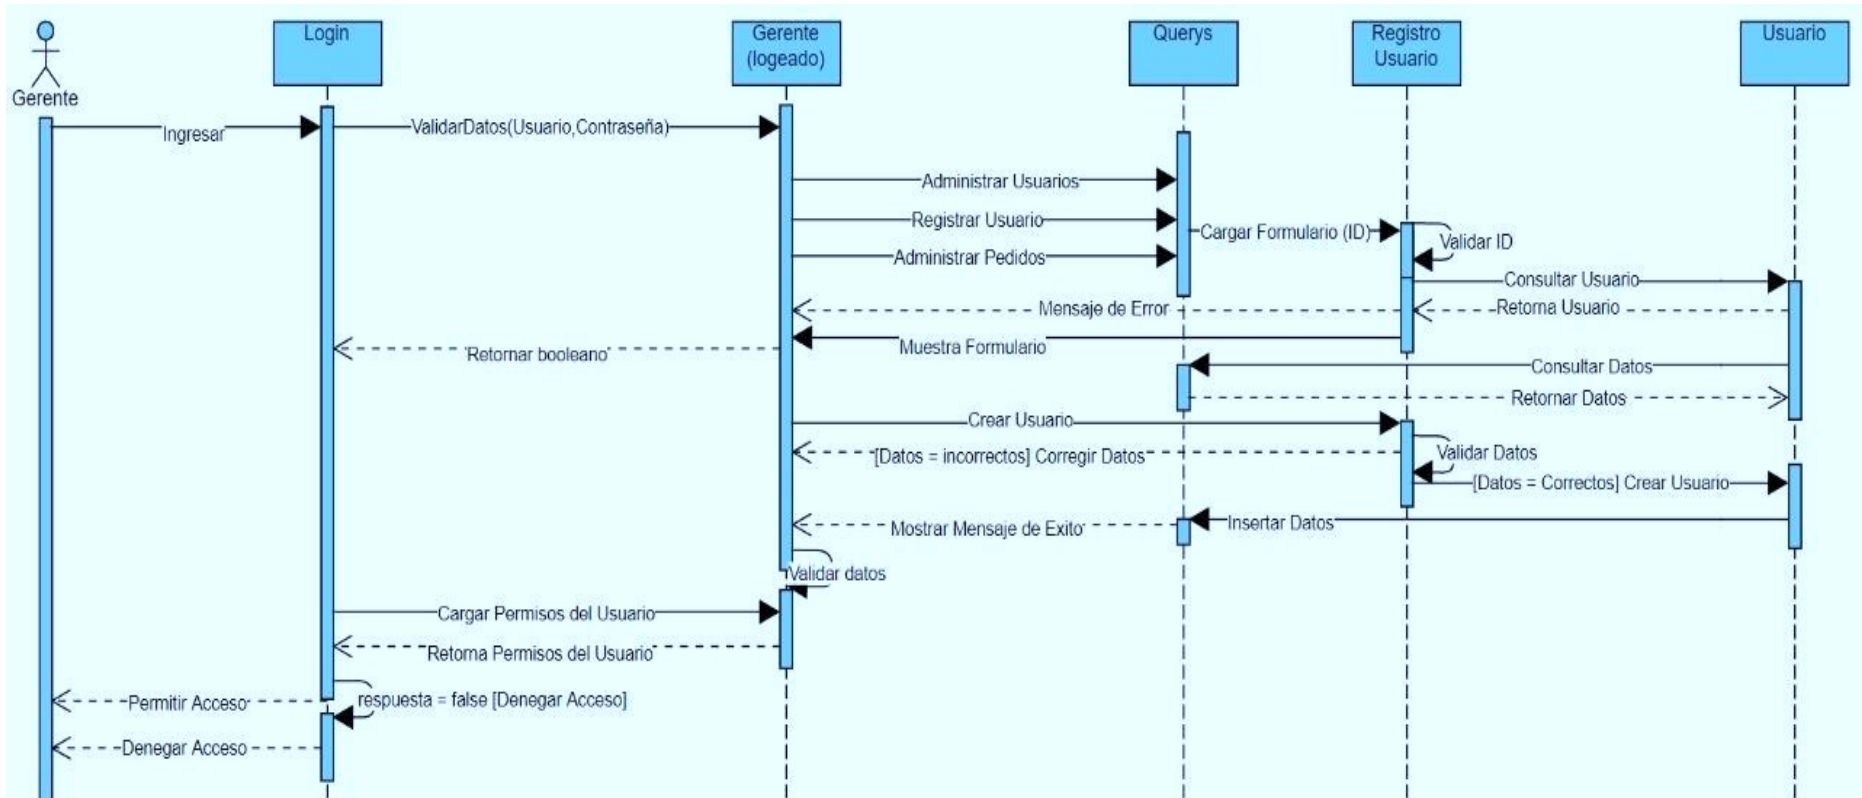 Login
Gerente
(logeado)
Querys
Registro
Usuario
Usuario
Gerente
Ingresar
ValidarDatos(Usuario,Contraseña)
Administrar Usuarios
Registrar Usuario
Cargar Formulario (ID)
Validar ID
Administrar Pedidos
Consultar Usuario
Mensaje de Error
Retorna Usuario
Retornar booleano
Muestra Formulario
Consultar Datos
Retornar Datos
Crear Usuario
[Datos = incorrectos] Corregir Datos
Validar Datos
[Datos = Correctos] Crear Usuario
Mostrar Mensaje de Exito
Insertar Datos
Validar datos
Cargar Permisos del Usuario
Retorna Permisos del Usuario
Permitir Acceso
respuesta = false [Denegar Acceso]
Denegar Acceso